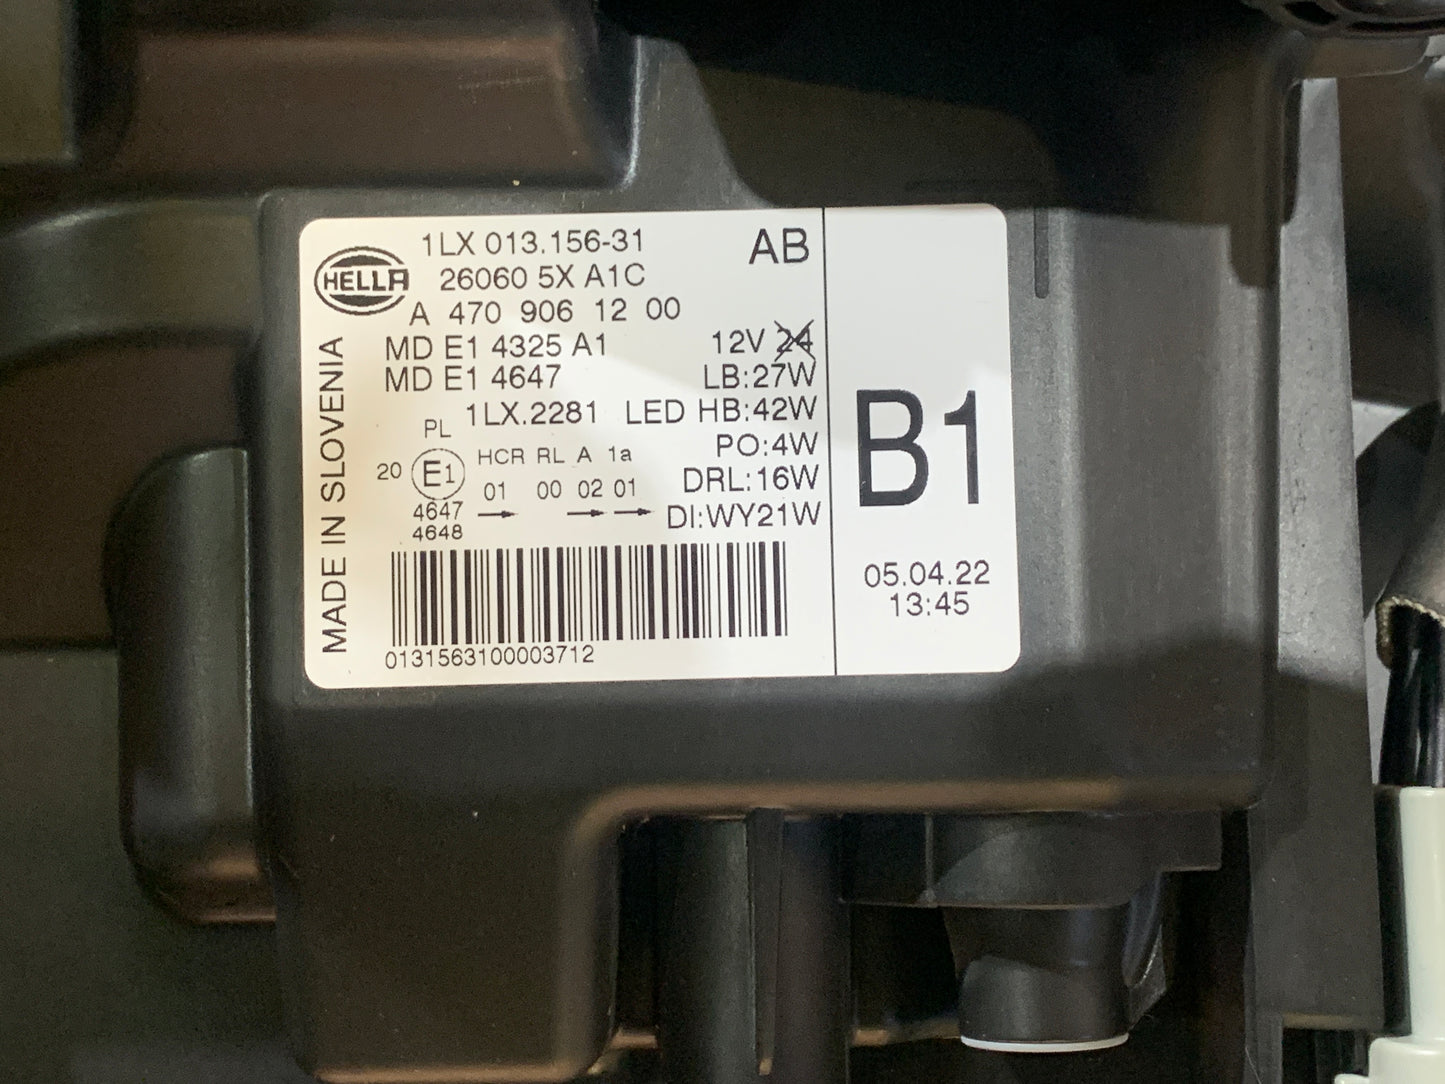 HELLA
1LX 013.156-31
AB
26060 5X A1C
A 470 906 12 00
MD E1 4325 A1 12V 24
MD E1 4647 LB:27W
1LX.2281 LED HB:42W
PL PO:4W
20 E1 HCR RL A 1a
DRL:16W
01 00 02 01
4647 → → → DI:WY21W
4648
0131563100003712
MADE IN SLOVENIA
B1
05.04.22
13:45